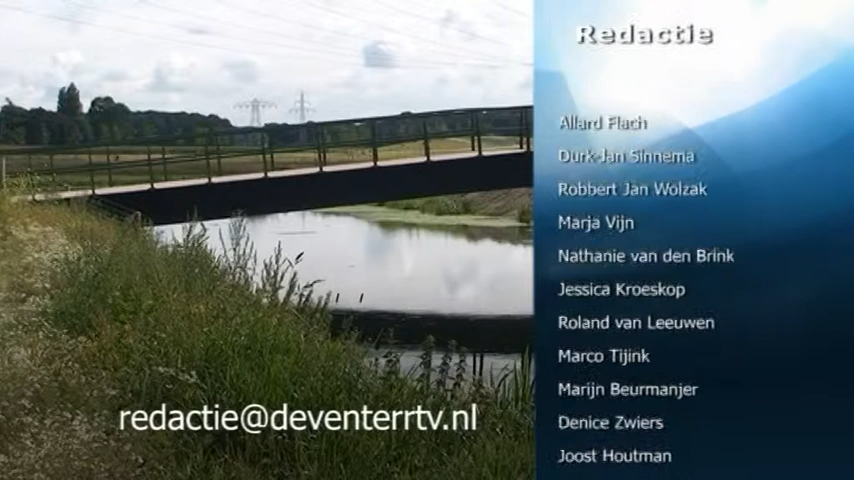 Redactie
Allard Flach
Durk-Jan Sinnema
Robbert Jan Wolzak
Marja Vijn
Nathanie van den Brink
Jessica Kroeskop
Roland van Leeuwen
Marco Tijink
Marijn Beurmanjer
Denice Zwiers
Joost Houtman
redactie@deventerrtv.nl